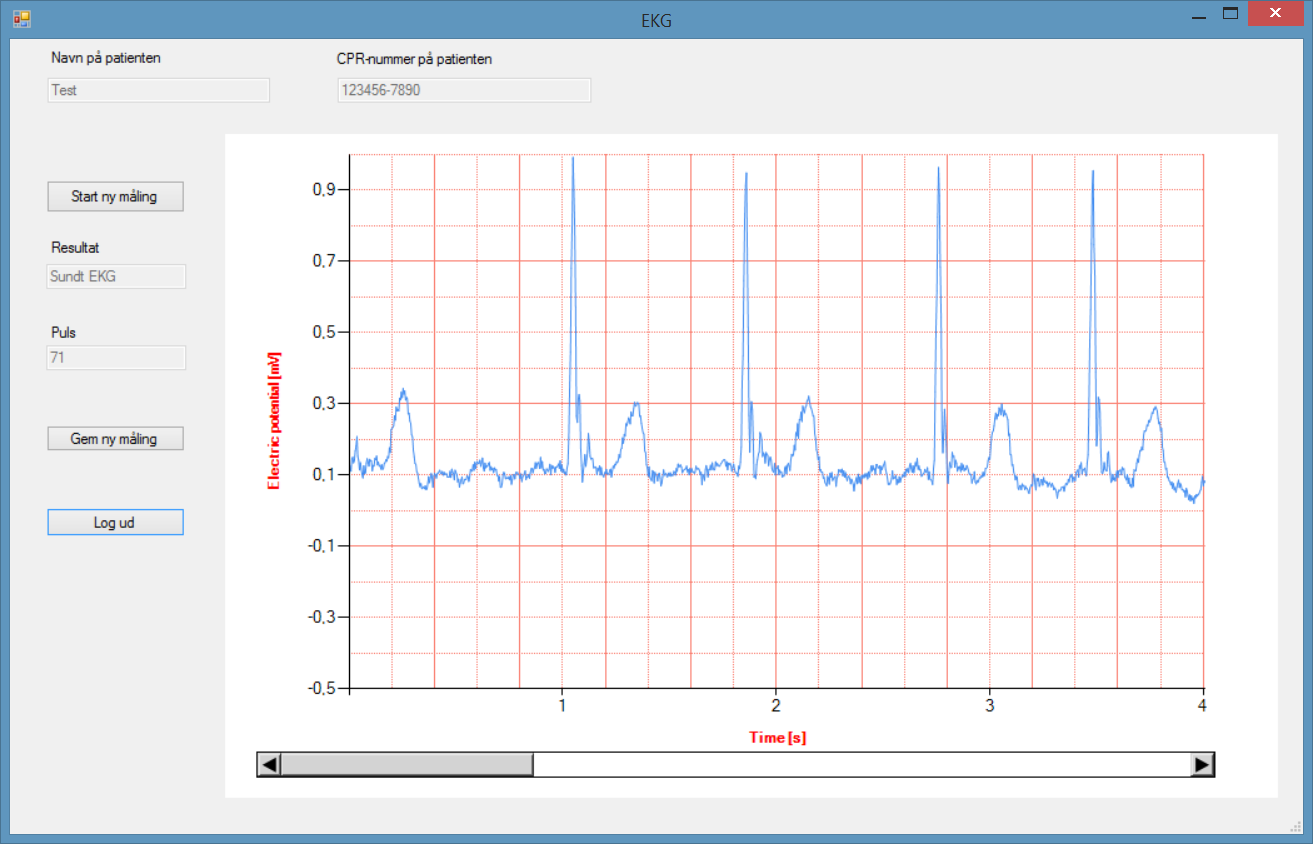 EKG
Navn på patienten
CPR-nummer på patienten
Test
123456-7890
Start ny måling
Resultat
Sundt EKG
Puls
71
Gem ny måling
Log ud
Electric potential [mV]
0,9
0,7
0,5
0,3
0,1
-0,1
-0,3
-0,5
1 2 3 4
Time [s]